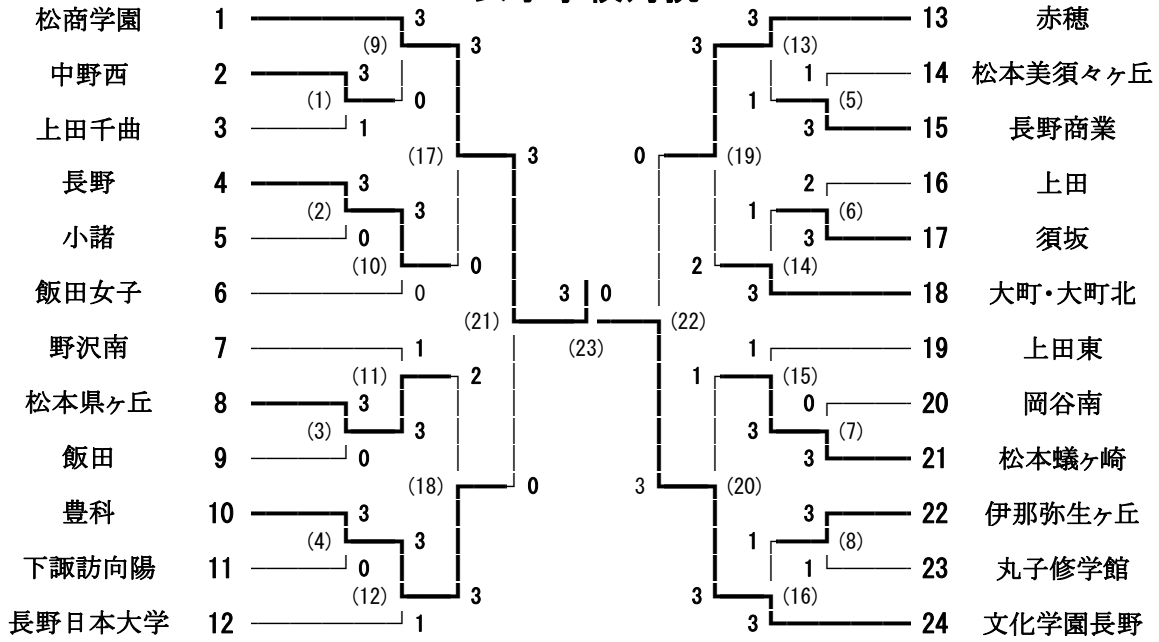 松商学園 1 3 3 13 赤穂
(9) 3 3 (13)
中野西 2 3 1 14 松本美須々ヶ丘
(1) 0 1 (5)
上田千曲 3 1 3 15 長野商業
(17) 3 0 (19)
長野 4 3 2 16 上田
(2) 3 1 (6)
小諸 5 0 3 17 須坂
(10) 0 2 (14)
飯田女子 6 0 3 0 3 18 大町・大町北
(21) (22)
野沢南 7 1 (23) 1 19 上田東
(11) 2 1 (15)
松本県ヶ丘 8 3 0 20 岡谷南
(3) 3 3 (7)
飯田 9 0 3 21 松本蟻ヶ崎
(18) 0 3 (20)
豊科 10 3 3 22 伊那弥生ヶ丘
(4) 3 1 (8)
下諏訪向陽 11 0 1 23 丸子修学館
(12) 3 3 (16)
長野日本大学 12 1 3 24 文化学園長野